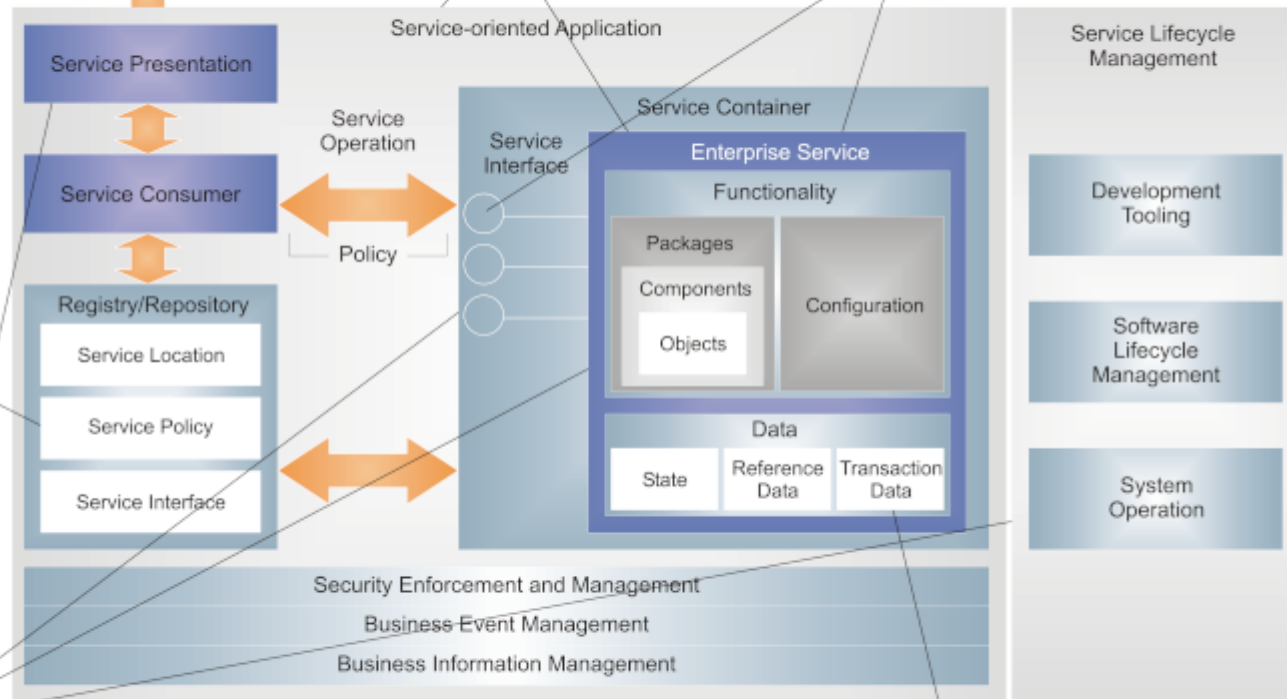 Service-oriented Application
Service Presentation
Service Consumer
Service
Operation
Policy
Registry/Repository
Service Location
Service Policy
Service Interface
Service Container
Service
Interface
Enterprise Service
Functionality
Packages
Components
Objects
Configuration
Data
State
Reference
Data
Transaction
Data
Security Enforcement and Management
Business Event Management
Business Information Management
Service Lifecycle
Management
Development
Tooling
Software
Lifecycle
Management
System
Operation